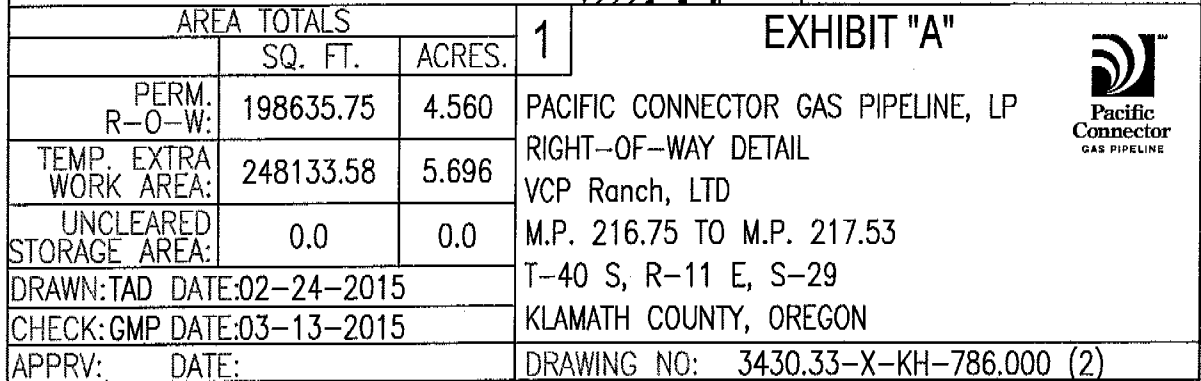 AREA TOTALS
SQ. FT. ACRES.
PERM. R-O-W: 198635.75 4.560
TEMP. EXTRA WORK AREA: 248133.58 5.696
UNCLEARED STORAGE AREA: 0.0 0.0
DRAWN: TAD DATE: 02-24-2015
CHECK: GMP DATE: 03-13-2015
APPRV: DATE:
1
EXHIBIT "A"
PACIFIC CONNECTOR GAS PIPELINE, LP
RIGHT-OF-WAY DETAIL
VCP Ranch, LTD
M.P. 216.75 TO M.P. 217.53
T-40 S, R-11 E, S-29
KLAMATH COUNTY, OREGON
DRAWING NO: 3430.33-X-KH-786.000 (2)
Pacific
Connector
GAS PIPELINE